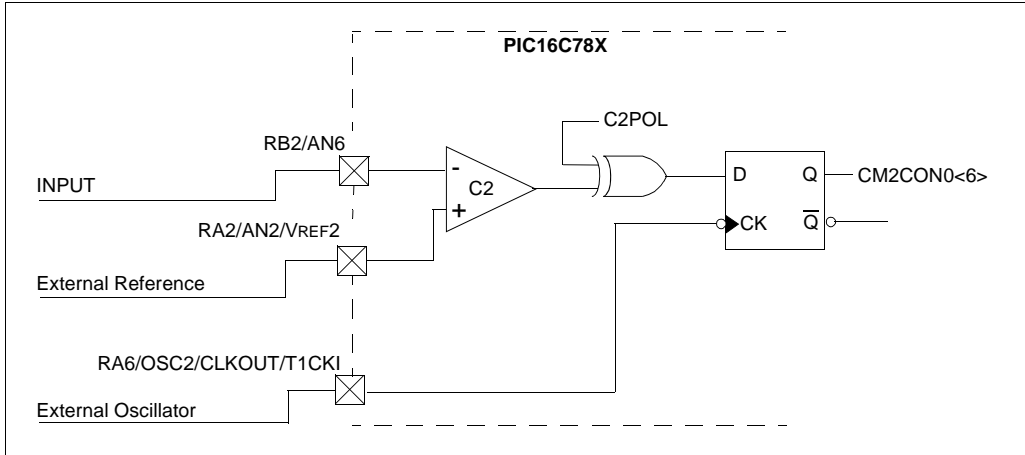 PIC16C78X
C2POL
RB2/AN6
INPUT
-
C2
+
D
Q
CM2CON0<6>
RA2/AN2/VREF2
CK
Q̅
External Reference
RA6/OSC2/CLKOUT/T1CKI
External Oscillator